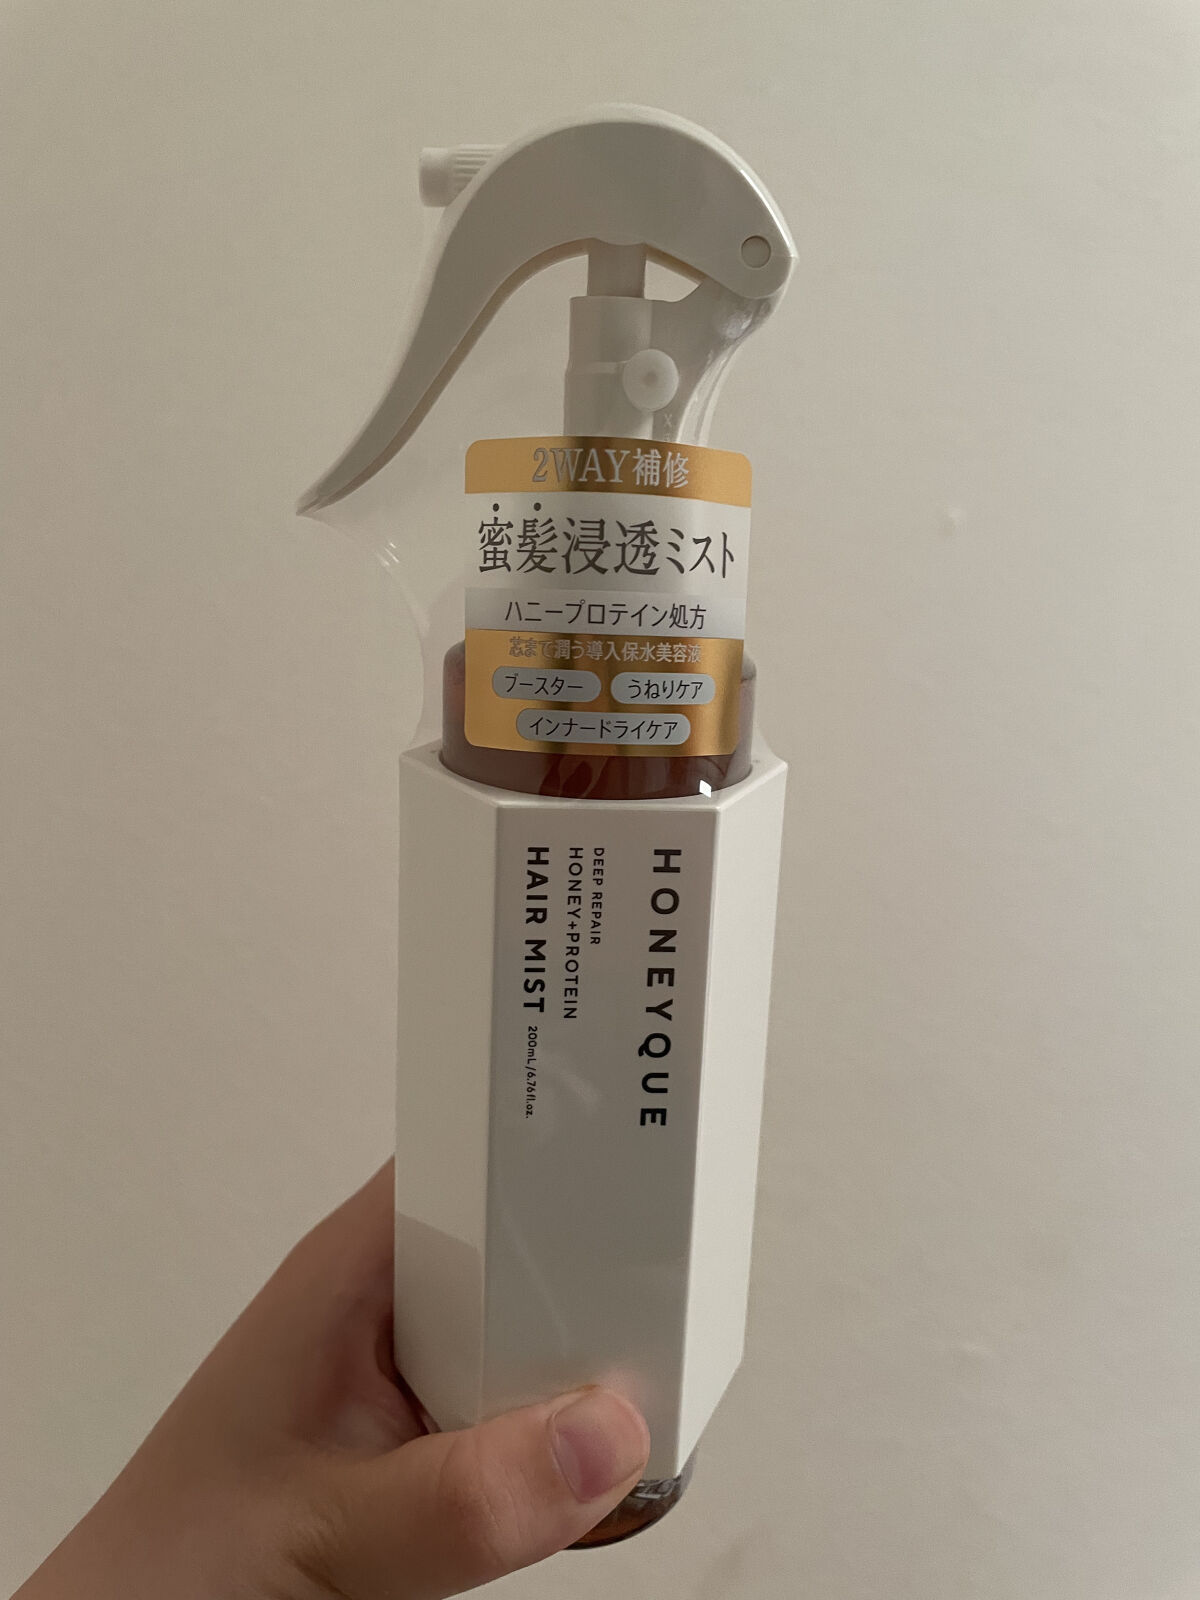 2WAY補修
蜜髪浸透ミスト
ハニープロテイン処方
芯まで潤う導入保水美容液
ブースター
うねりケア
インナードライケア
HONEYQUE
DEEP REPAIR
HONEY+PROTEIN
HAIR MIST 200mL/6.76fl.oz.